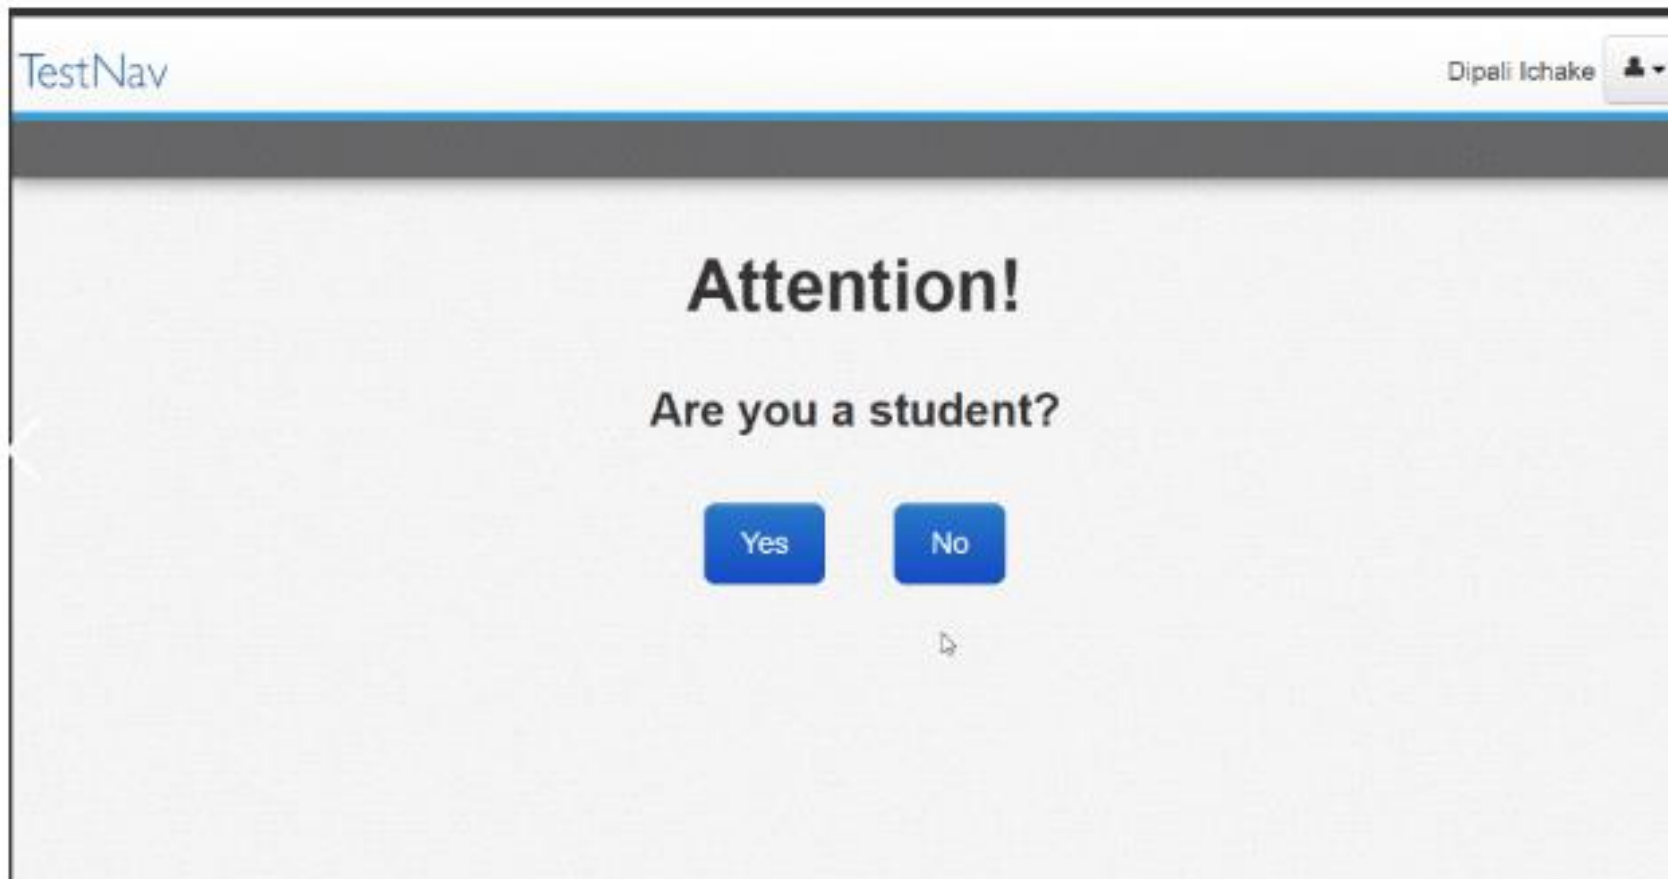 TestNav
Dipali Ichake
Attention!
Are you a student?
Yes
No